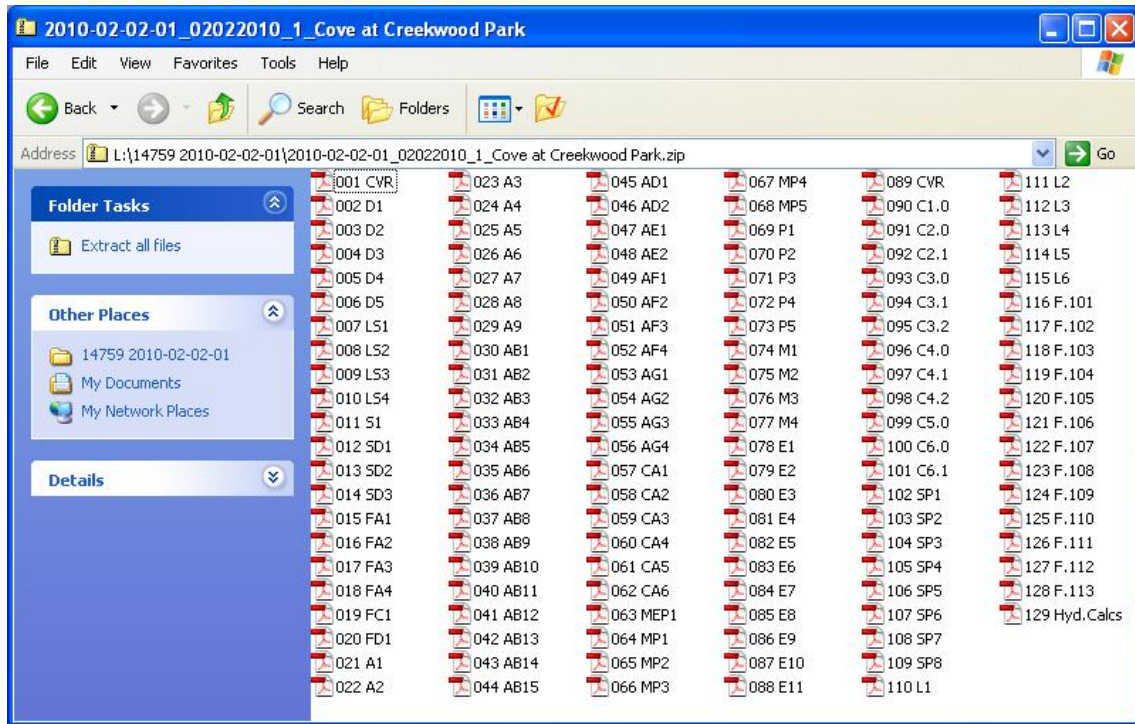 2010-02-02-01_02022010_1_Cove at Creekwood Park
File Edit View Favorites Tools Help
Back Search Folders
Address L:\14759 2010-02-02-01\2010-02-02-01_02022010_1_Cove at Creekwood Park.zip Go
Folder Tasks
Extract all files
Other Places
14759 2010-02-02-01
My Documents
My Network Places
Details
001 CVR
002 D1
003 D2
004 D3
005 D4
006 D5
007 LS1
008 LS2
009 LS3
010 LS4
011 S1
012 SD1
013 SD2
014 SD3
015 FA1
016 FA2
017 FA3
018 FA4
019 FC1
020 FD1
021 A1
022 A2
023 A3
024 A4
025 A5
026 A6
027 A7
028 A8
029 A9
030 AB1
031 AB2
032 AB3
033 AB4
034 AB5
035 AB6
036 AB7
037 AB8
038 AB9
039 AB10
040 AB11
041 AB12
042 AB13
043 AB14
044 AB15
045 AD1
046 AD2
047 AE1
048 AE2
049 AF1
050 AF2
051 AF3
052 AF4
053 AG1
054 AG2
055 AG3
056 AG4
057 CA1
058 CA2
059 CA3
060 CA4
061 CA5
062 CA6
063 MEP1
064 MP1
065 MP2
066 MP3
067 MP4
068 MP5
069 P1
070 P2
071 P3
072 P4
073 P5
074 M1
075 M2
076 M3
077 M4
078 E1
079 E2
080 E3
081 E4
082 E5
083 E6
084 E7
085 E8
086 E9
087 E10
088 E11
089 CVR
090 C1.0
091 C2.0
092 C2.1
093 C3.0
094 C3.1
095 C3.2
096 C4.0
097 C4.1
098 C4.2
099 C5.0
100 C6.0
101 C6.1
102 SP1
103 SP2
104 SP3
105 SP4
106 SP5
107 SP6
108 SP7
109 SP8
110 L1
111 L2
112 L3
113 L4
114 L5
115 L6
116 F.101
117 F.102
118 F.103
119 F.104
120 F.105
121 F.106
122 F.107
123 F.108
124 F.109
125 F.110
126 F.111
127 F.112
128 F.113
129 Hyd.Calcs